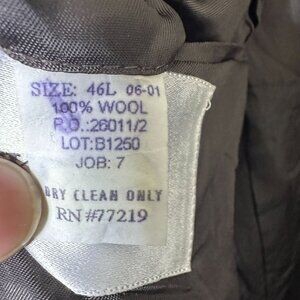 SIZE: 46L 06-01
100% WOOL
P.O.:26011/2
LOT:B1250
JOB: 7
DRY CLEAN ONLY
RN #77219